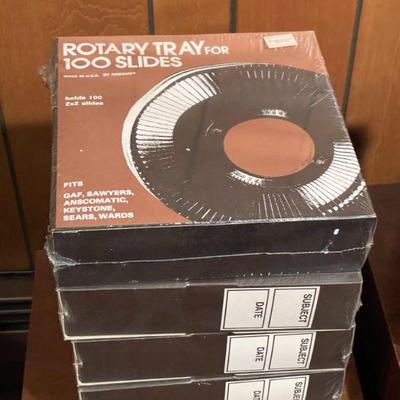 ROTARY TRAY FOR
100 SLIDES
MADE IN U.S.A. BY AIREQUIPT
holds 100
2x2 slides
FITS
GAF, SAWYERS,
ANSCOMATIC,
KEYSTONE,
SEARS, WARDS
SUBJECT
DATE
SUBJECT
DATE
SUBJECT
DATE